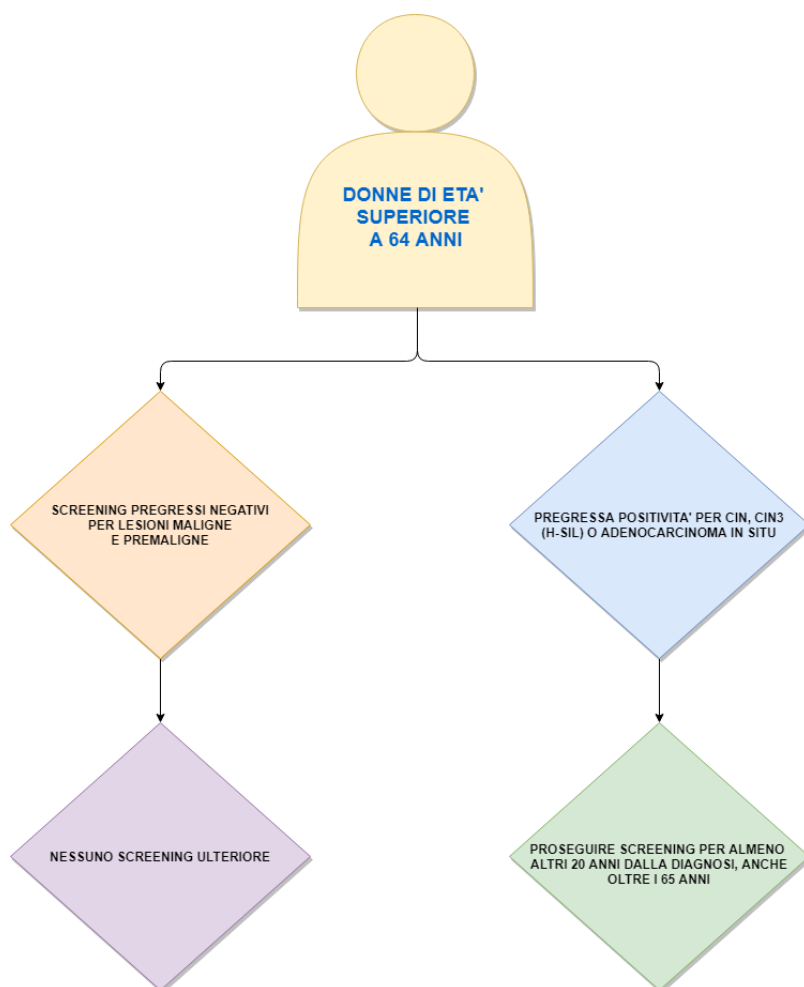 DONNE DI ETA'
SUPERIORE
A 64 ANNI
SCREENING PREGRESSI NEGATIVI
PER LESIONI MALIGNE
E PREMALIGNE
PREGRESSA POSITIVITA' PER CIN, CIN3
(H-SIL) O ADENOCARCINOMA IN SITU
NESSUNO SCREENING ULTERIORE
PROSEGUIRE SCREENING PER ALMENO
ALTRI 20 ANNI DALLA DIAGNOSI, ANCHE
OLTRE I 65 ANNI